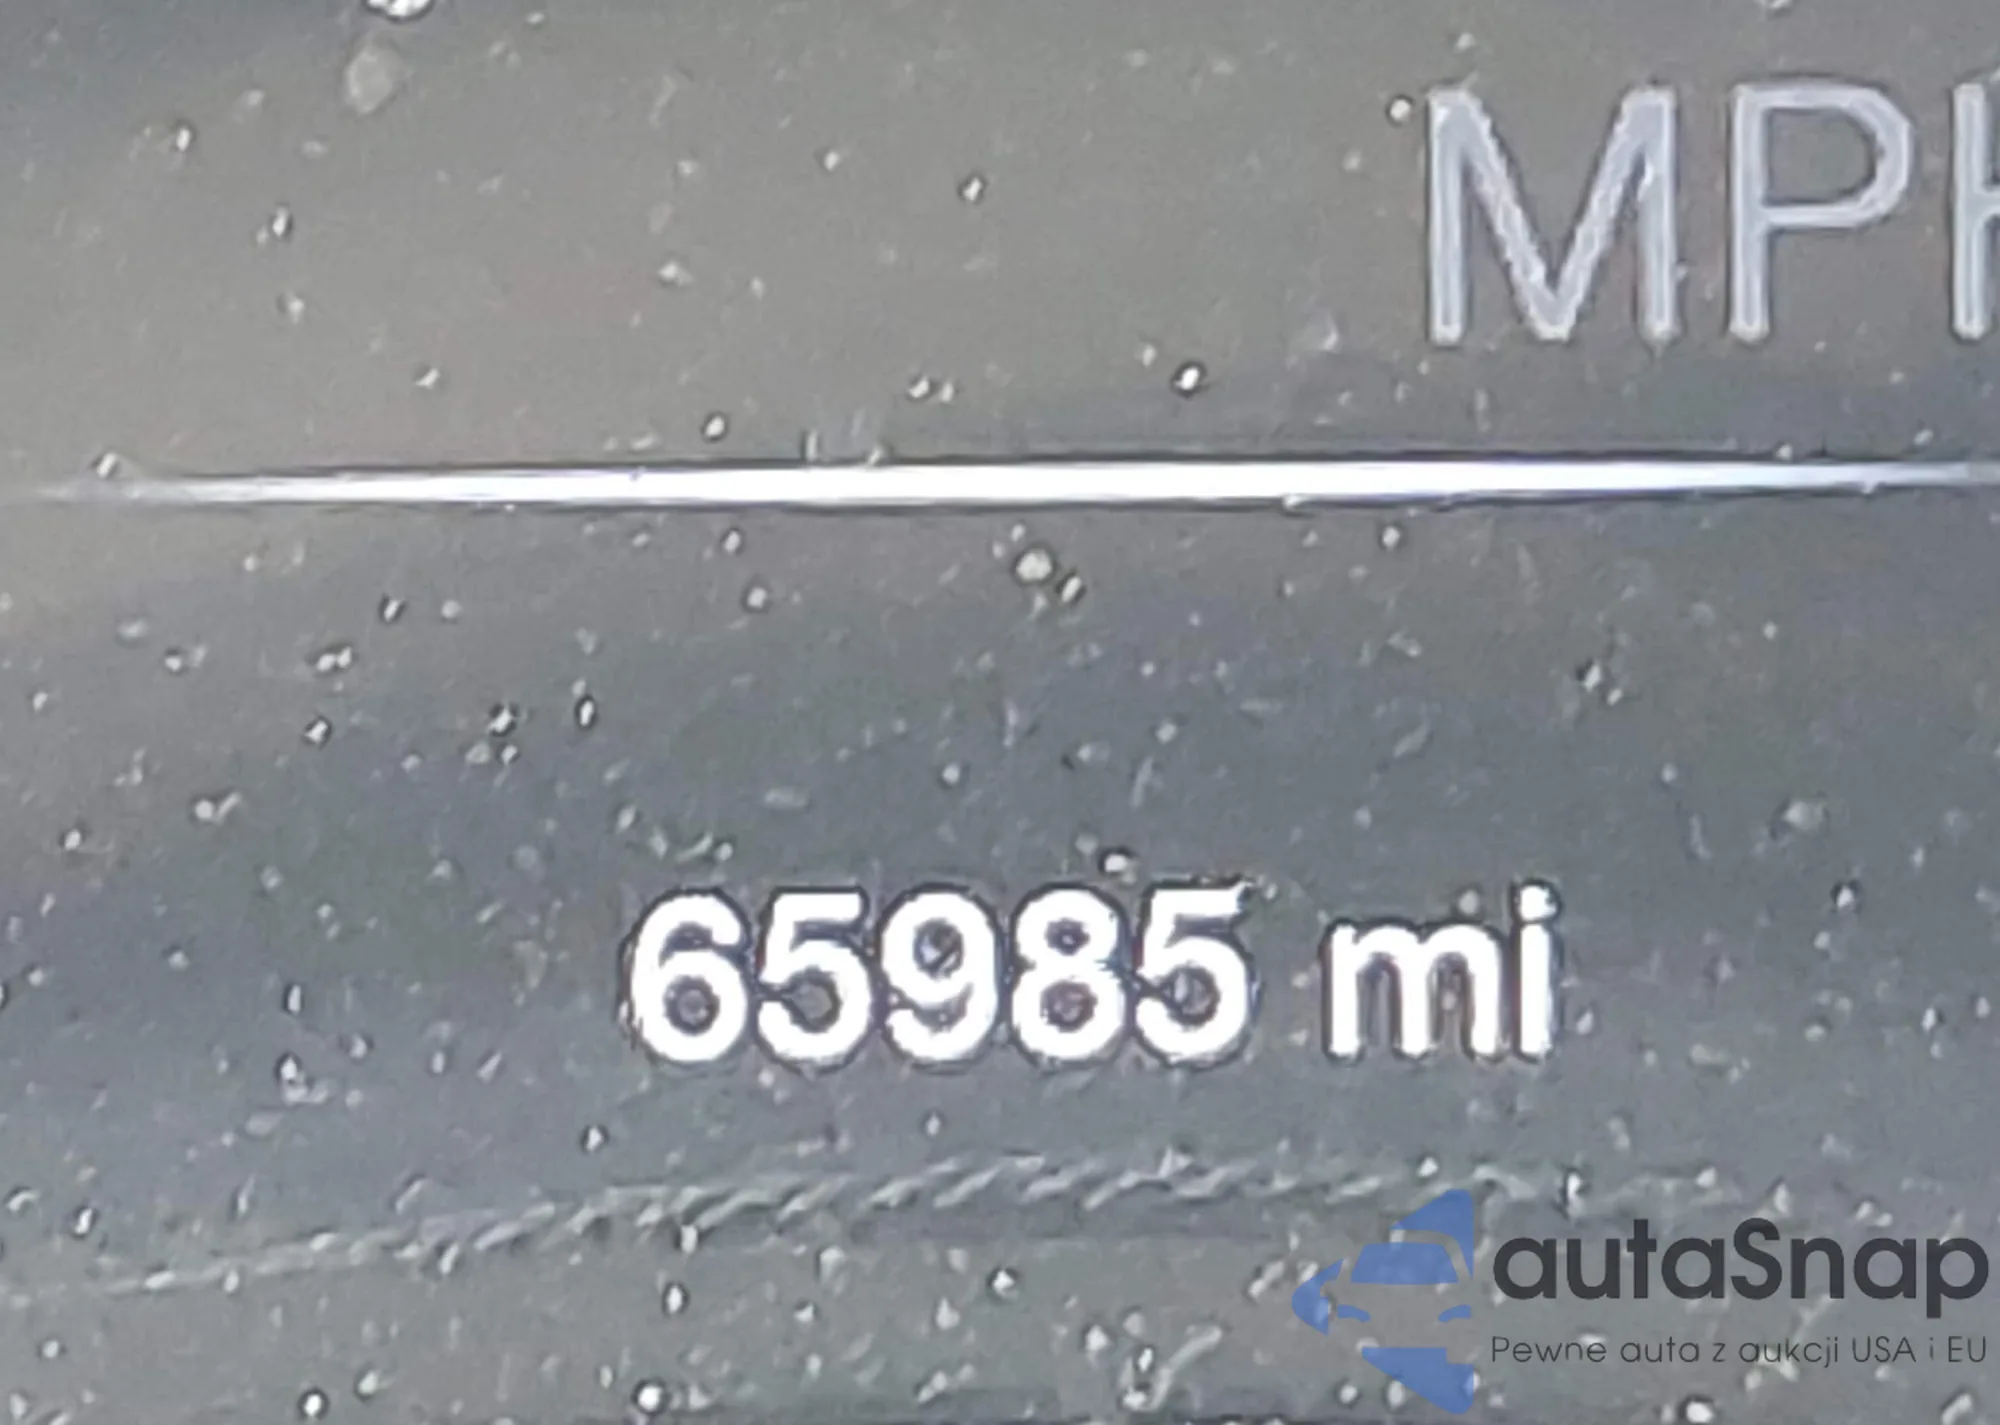 MPH
65985 mi
autaSnap
Pewne auta z aukcji USA i EU